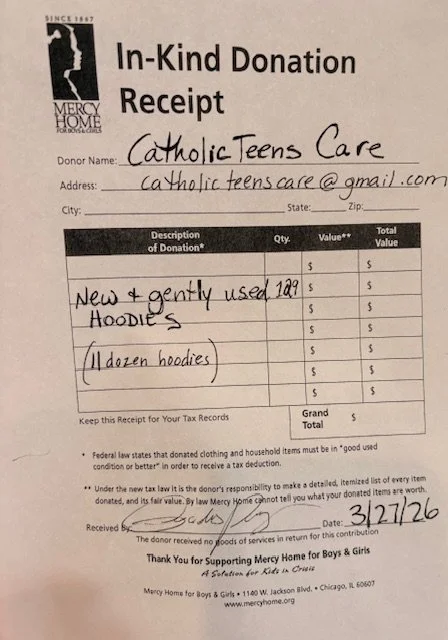 SINCE 1887
MERCY
HOME
FOR BOYS & GIRLS
In-Kind Donation
Receipt
Donor Name: Catholic Teens Care
Address: catholicteenscare@gmail.com
City: State: Zip:
Description of Donation* Qty. Value** Total Value
$ $
New & gently used 129 $ $
HOODIES $ $
$ $
(11 dozen hoodies) $ $
$ $
$ $
Keep this Receipt for Your Tax Records Grand Total $
* Federal law states that donated clothing and household items must be in "good used
condition or better" in order to receive a tax deduction.
** Under the new tax law it is the donor's responsibility to make a detailed, itemized list of every item
donated, and its fair value. By law Mercy Home cannot tell you what your donated items are worth.
Received By: Date: 3/27/26
The donor received no goods of services in return for this contribution
Thank You for Supporting Mercy Home for Boys & Girls
A Solution for Kids in Crisis
Mercy Home for Boys & Girls • 1140 W. Jackson Blvd. • Chicago, IL 60607
www.mercyhome.org